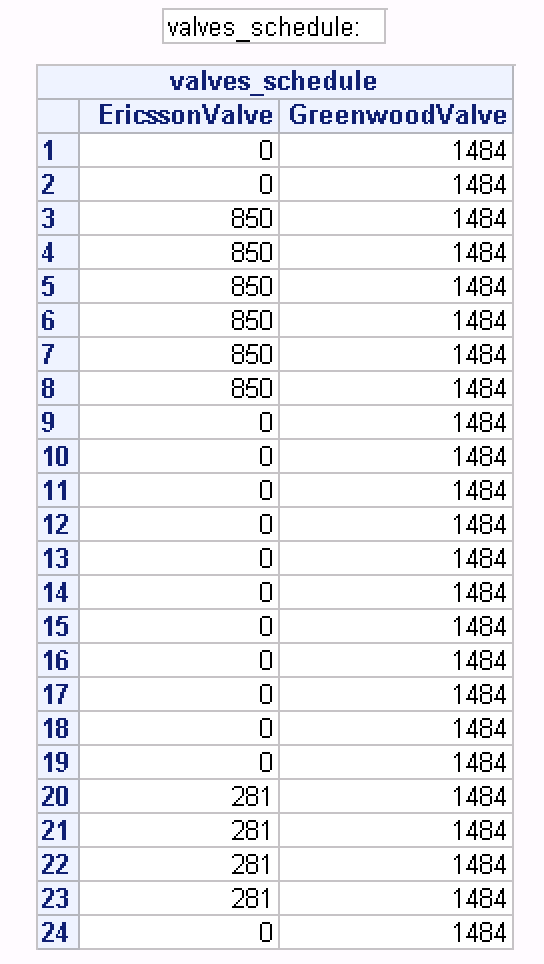 valves_schedule:
valves_schedule
EricssonValve GreenwoodValve
1 0 1484
2 0 1484
3 850 1484
4 850 1484
5 850 1484
6 850 1484
7 850 1484
8 850 1484
9 0 1484
10 0 1484
11 0 1484
12 0 1484
13 0 1484
14 0 1484
15 0 1484
16 0 1484
17 0 1484
18 0 1484
19 0 1484
20 281 1484
21 281 1484
22 281 1484
23 281 1484
24 0 1484